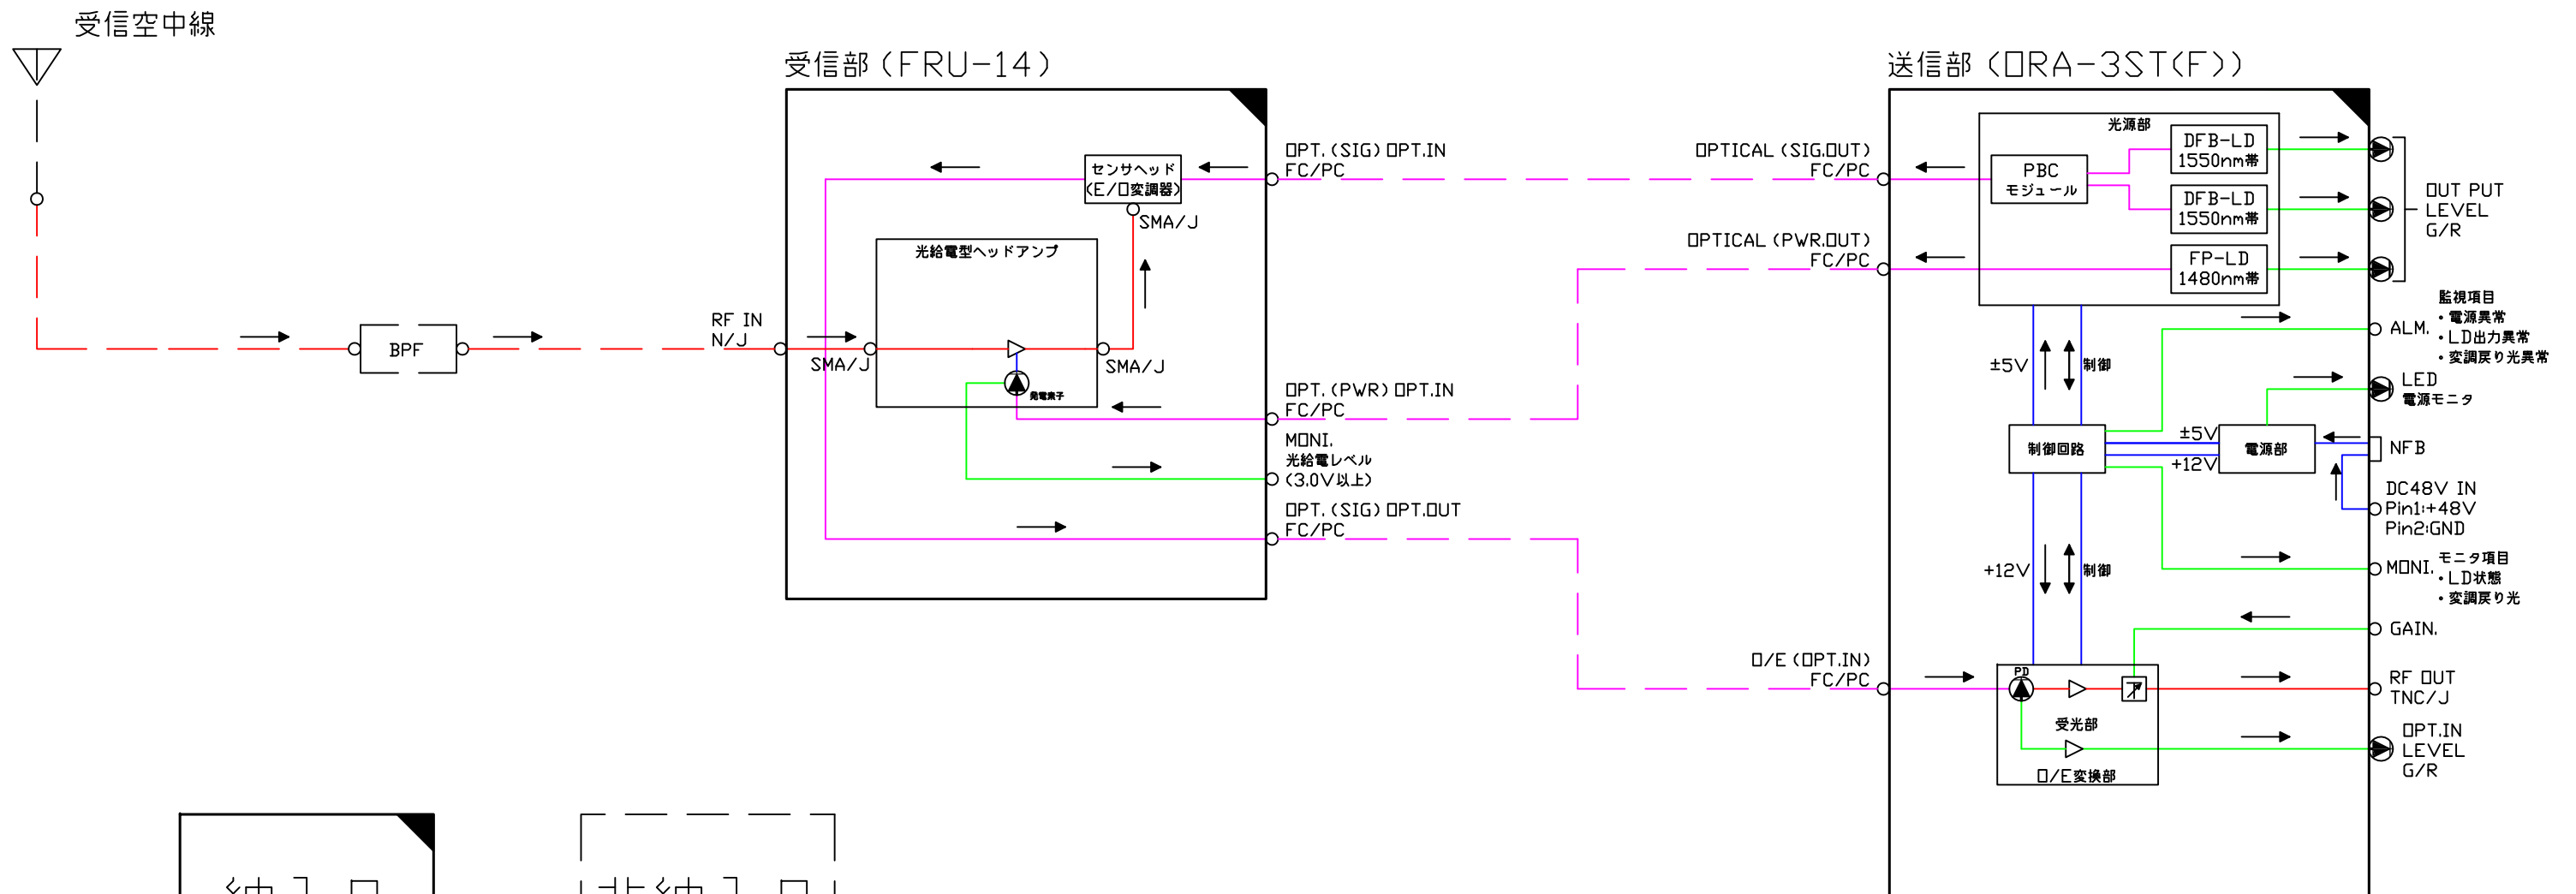 受信空中線
受信部（FRU-14）
送信部（ORA-3ST(F)）
BPF
RF IN
N/J
SMA/J
光給電型ヘッドアンプ
発電素子
SMA/J
センサヘッド
(E/O変調器)
SMA/J
OPT.(SIG) OPT.IN
FC/PC
OPT.(PWR) OPT.IN
FC/PC
MONI.
光給電レベル
(3.0V以上)
OPT.(SIG) OPT.OUT
FC/PC
OPTICAL (SIG.OUT)
FC/PC
OPTICAL (PWR.OUT)
FC/PC
O/E (OPT.IN)
FC/PC
光源部
PBC
モジュール
DFB-LD
1550nm帯
DFB-LD
1550nm帯
FP-LD
1480nm帯
OUT PUT
LEVEL
G/R
±5V
制御
制御回路
±5V
+12V
電源部
+12V
制御
PD
受光部
O/E変換部
ALM.
監視項目
・電源異常
・LD出力異常
・変調戻り光異常
LED
電源モニタ
NFB
DC48V IN
Pin1:+48V
Pin2:GND
MONI.
モニタ項目
・LD状態
・変調戻り光
GAIN.
RF OUT
TNC/J
OPT.IN
LEVEL
G/R